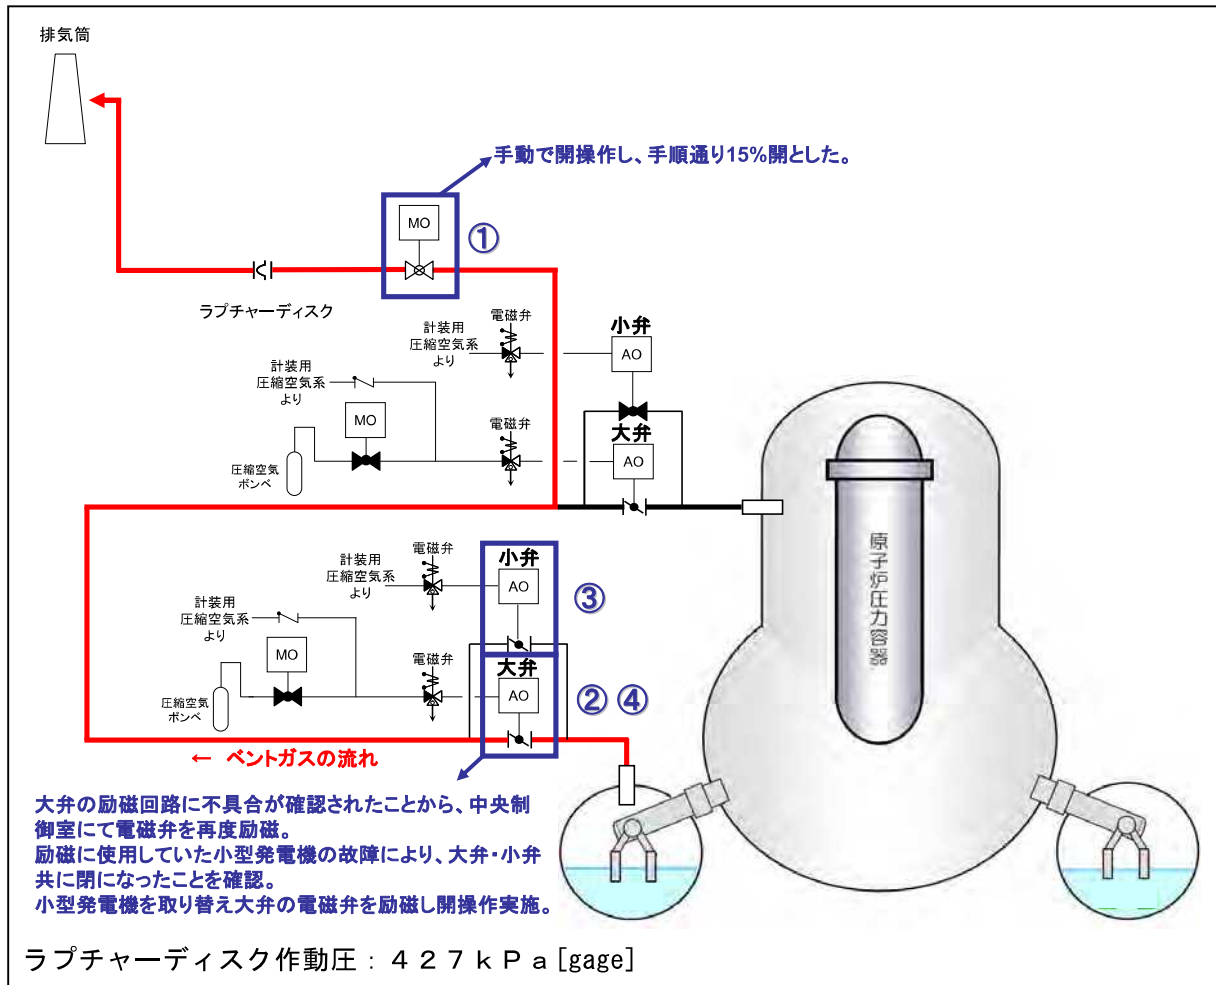 排気筒
手動で開操作し、手順通り15%開とした。
MO
①
ラプチャーディスク
電磁弁
小弁
計装用
圧縮空気系
より
AO
計装用
圧縮空気系
より
MO
電磁弁
大弁
AO
圧縮空気
ボンベ
原子炉圧力容器
電磁弁
小弁
計装用
圧縮空気系
より
AO
③
計装用
圧縮空気系
より
MO
電磁弁
大弁
AO
② ④
圧縮空気
ボンベ
← ベントガスの流れ
大弁の励磁回路に不具合が確認されたことから、中央制
御室にて電磁弁を再度励磁。
励磁に使用していた小型発電機の故障により、大弁・小弁
共に閉になったことを確認。
小型発電機を取り替え大弁の電磁弁を励磁し開操作実施。
ラプチャーディスク作動圧：４２７ｋＰａ[gage]